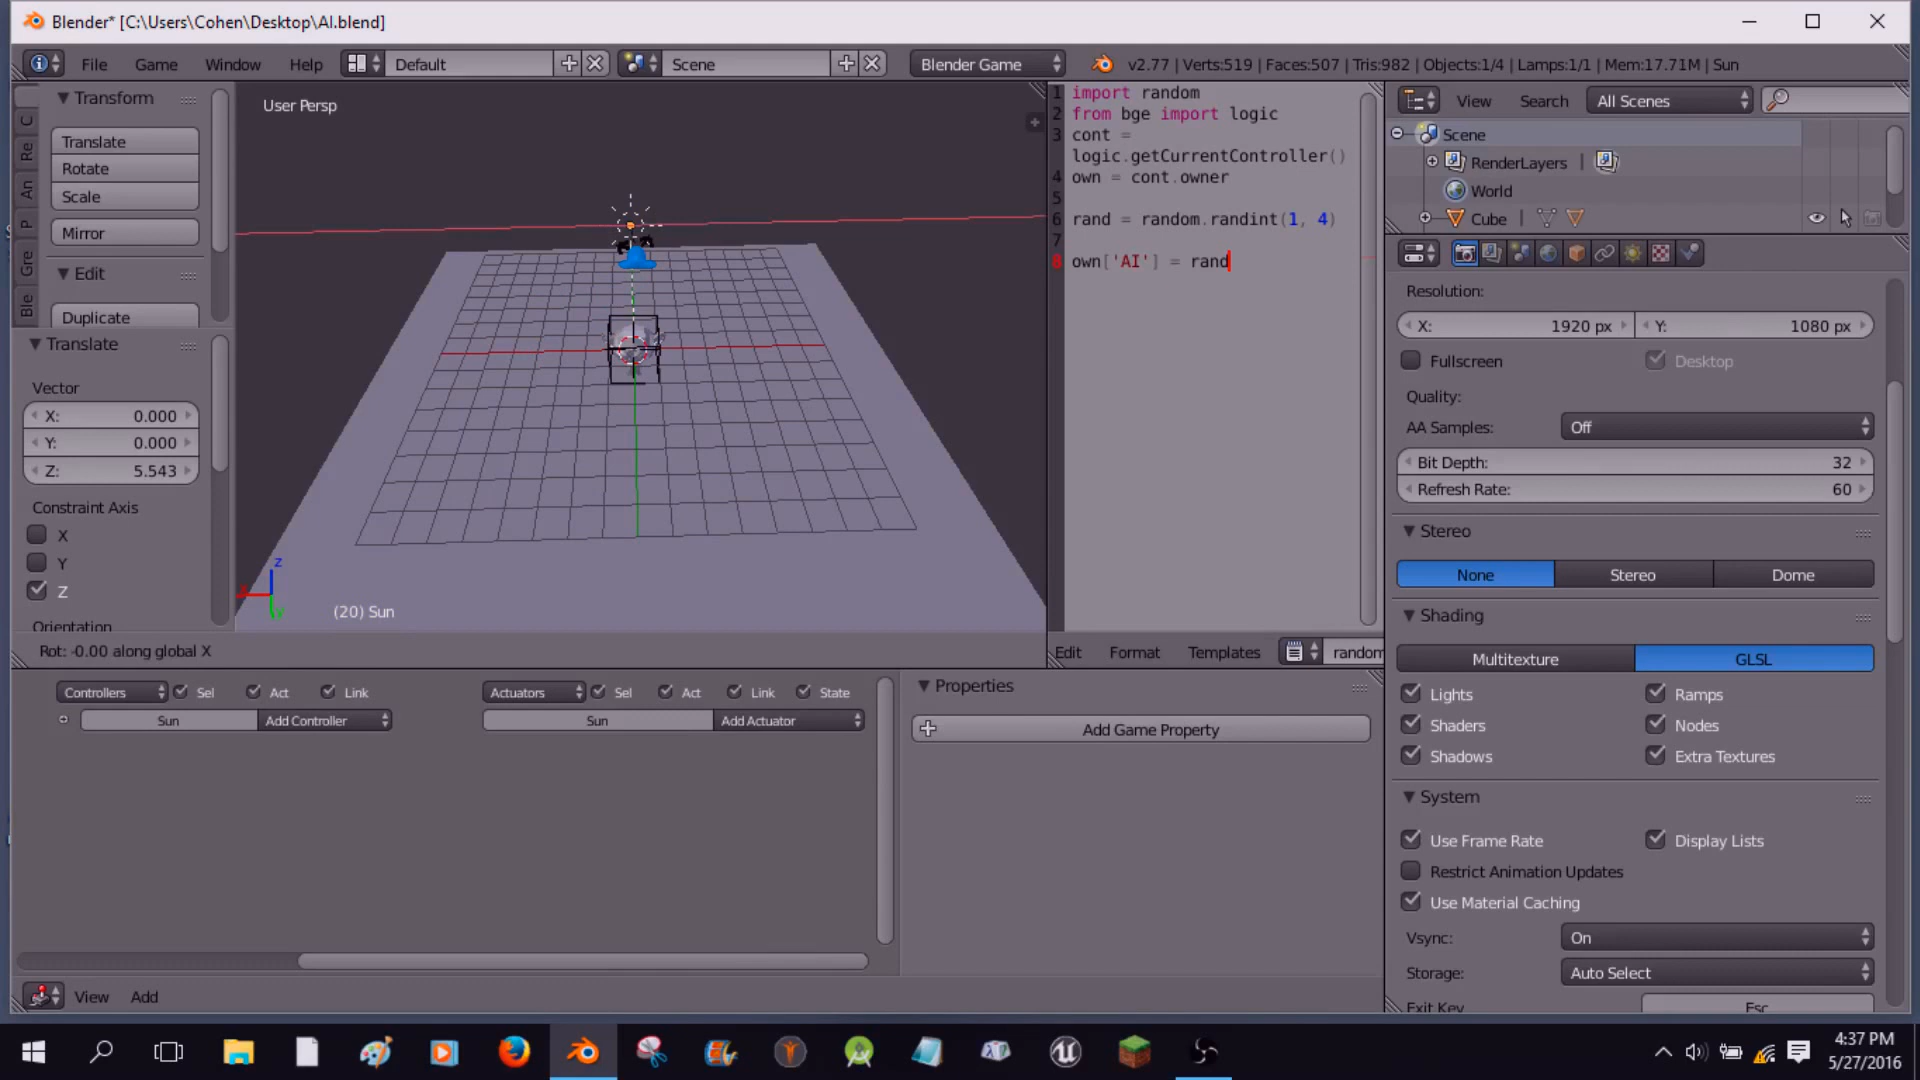 Blender* [C:\Users\Cohen\Desktop\AI.blend]
File Game Window Help Default Scene Blender Game v2.77 | Verts:519 | Faces:507 | Tris:982 | Objects:1/4 | Lamps:1/1 | Mem:17.71M | Sun
C
Re
An
P
Gre
Ble
Transform
Translate
Rotate
Scale
Mirror
Edit
Duplicate
Translate
Vector
X: 0.000
Y: 0.000
Z: 5.543
Constraint Axis
X
Y
Z
Orientation
User Persp
z
Y
(20) Sun
Rot: -0.00 along global X
1 import random
2 from bge import logic
3 cont =
logic.getCurrentController()
4 own = cont.owner
5
6 rand = random.randint(1, 4)
7
8 own['AI'] = rand
Edit Format Templates random
View Search All Scenes
Scene
RenderLayers
World
Cube
Resolution:
X: 1920 px Y: 1080 px
Fullscreen Desktop
Quality:
AA Samples: Off
Bit Depth: 32
Refresh Rate: 60
Stereo
None Stereo Dome
Shading
Multitexture GLSL
Lights Ramps
Shaders Nodes
Shadows Extra Textures
System
Use Frame Rate Display Lists
Restrict Animation Updates
Use Material Caching
Vsync: On
Storage: Auto Select
Exit Key Esc
Controllers Sel Act Link Actuators Sel Act Link State
Sun Add Controller Sun Add Actuator
Properties
Add Game Property
View Add
4:37 PM
5/27/2016